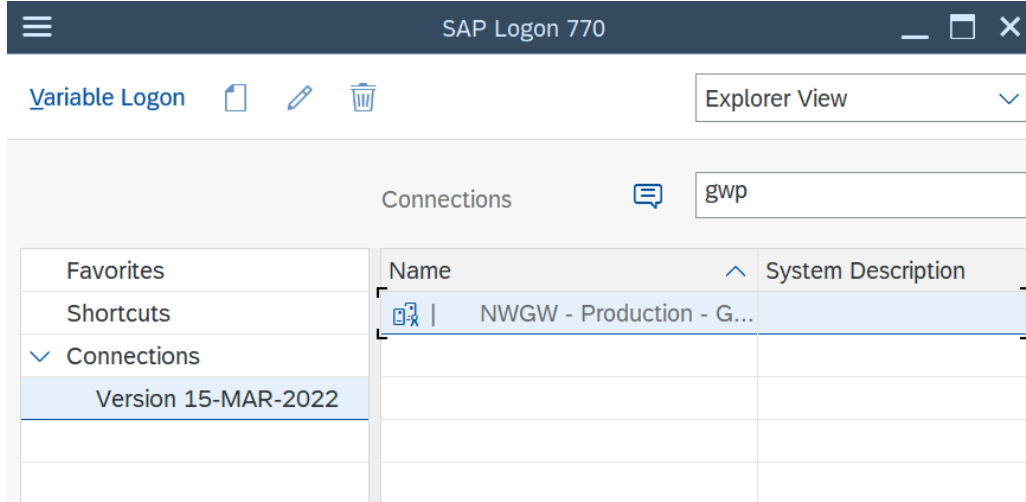 SAP Logon 770
Variable Logon
Explorer View
Connections
gwp
Favorites
Shortcuts
Connections
Version 15-MAR-2022
Name
System Description
NWGW - Production - G...